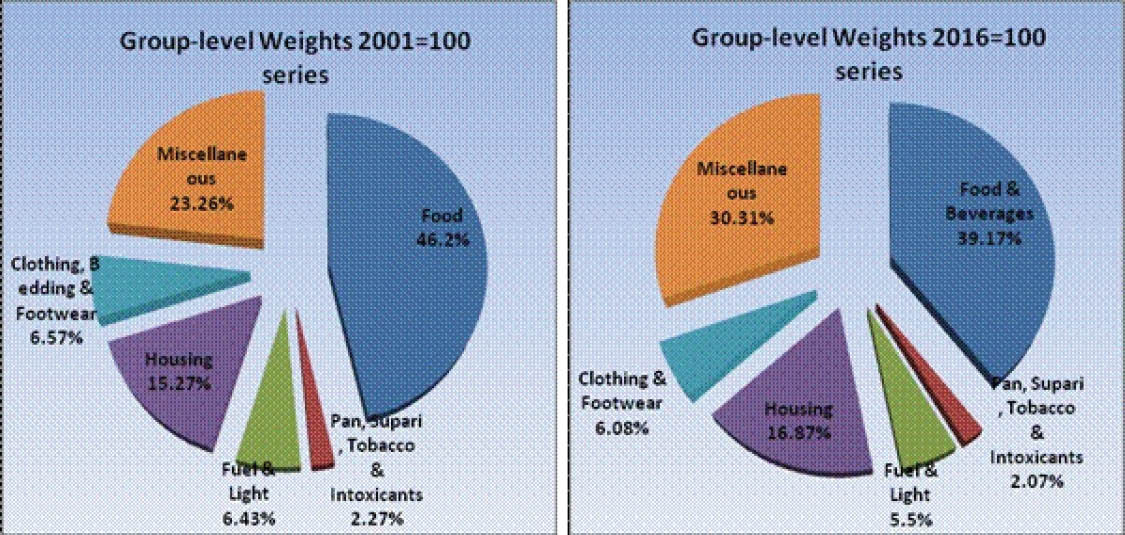 Group-level Weights 2001=100
series
Miscellane
ous
23.26%
Food
46.2%
Clothing, B
edding &
Footwear
6.57%
Housing
15.27%
Fuel &
Light
6.43%
Pan, Supari
, Tobacco
&
Intoxicants
2.27%
Group-level Weights 2016=100
series
Miscellane
ous
30.31%
Food &
Beverages
39.17%
Clothing &
Footwear
6.08%
Housing
16.87%
Fuel &
Light
5.5%
Pan, Supari
, Tobacco
&
Intoxicants
2.07%